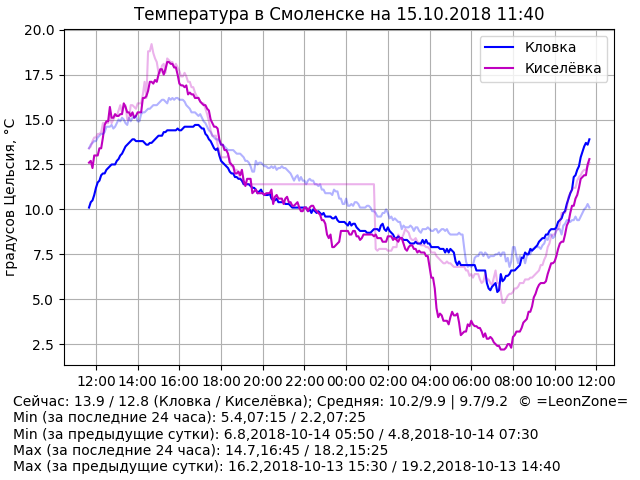 Температура в Смоленске на 15.10.2018 11:40
20.0
17.5
15.0
12.5
10.0
7.5
5.0
2.5
градусов Цельсия, °C
Кловка
Киселёвка
12:00 14:00 16:00 18:00 20:00 22:00 00:00 02:00 04:00 06:00 08:00 10:00 12:00
Сейчас: 13.9 / 12.8 (Кловка / Киселёвка); Средняя: 10.2/9.9 | 9.7/9.2 © =LeonZone=
Min (за последние 24 часа): 5.4,07:15 / 2.2,07:25
Min (за предыдущие сутки): 6.8,2018-10-14 05:50 / 4.8,2018-10-14 07:30
Max (за последние 24 часа): 14.7,16:45 / 18.2,15:25
Max (за предыдущие сутки): 16.2,2018-10-13 15:30 / 19.2,2018-10-13 14:40